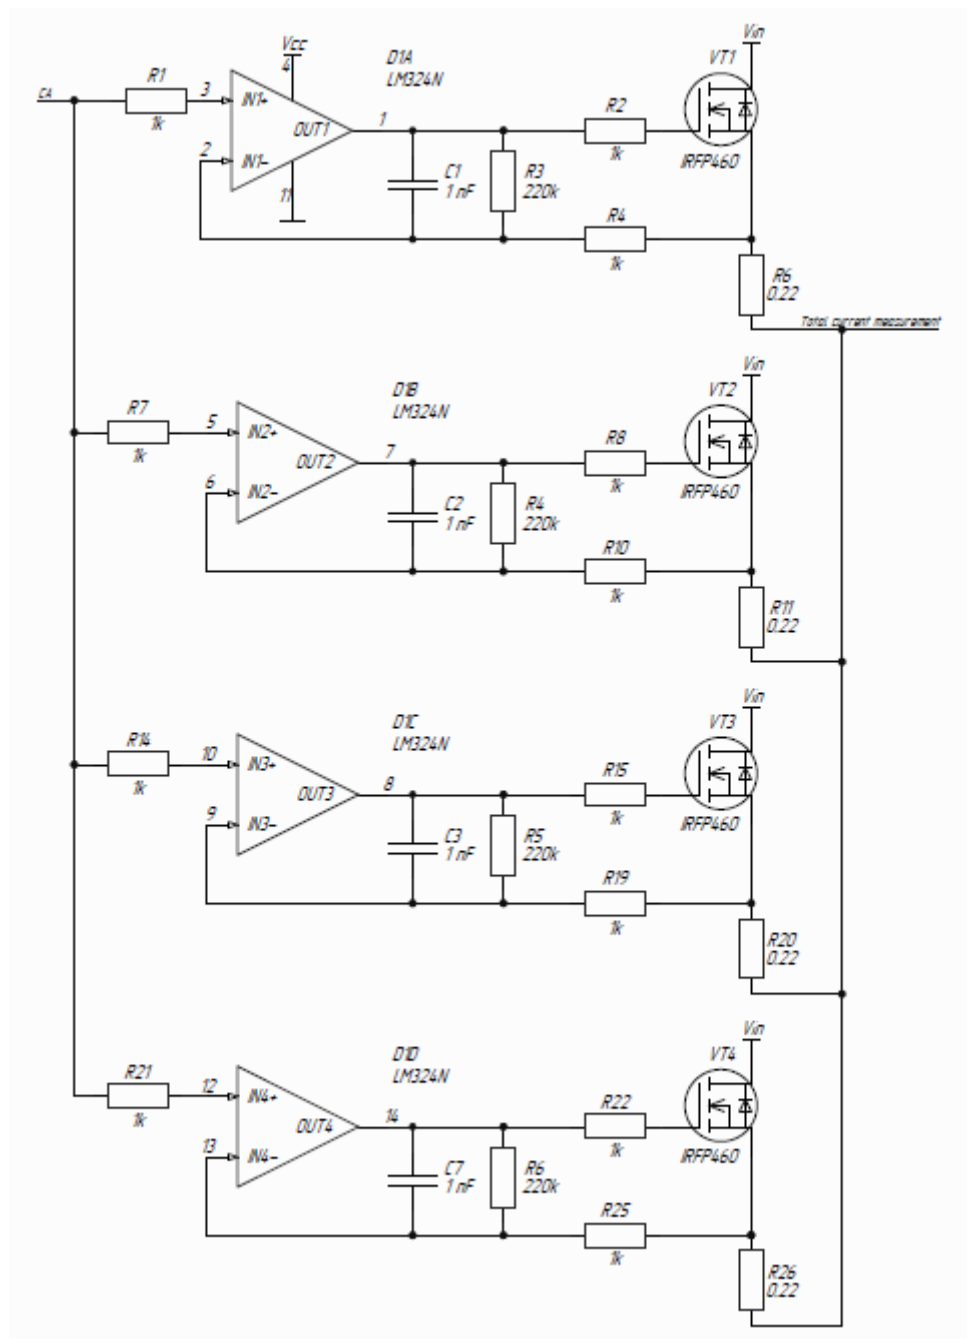 Vin
Vcc
4
D1A
LM324N
VT1
CA
R1
1k
3
IN1+
OUT1
1
R2
1k
IRFP460
2
IN1-
11
C1
1 nF
R3
220k
R4
1k
R6
0.22
Total current measurament
Vin
D1B
LM324N
VT2
R7
1k
5
IN2+
OUT2
7
R8
1k
IRFP460
6
IN2-
C2
1 nF
R4
220k
R10
1k
R11
0.22
Vin
D1C
LM324N
VT3
R14
1k
10
IN3+
OUT3
8
R15
1k
IRFP460
9
IN3-
C3
1 nF
R5
220k
R19
1k
R20
0.22
Vin
D1D
LM324N
VT4
R21
1k
12
IN4+
OUT4
14
R22
1k
IRFP460
13
IN4-
C7
1 nF
R6
220k
R25
1k
R26
0.22